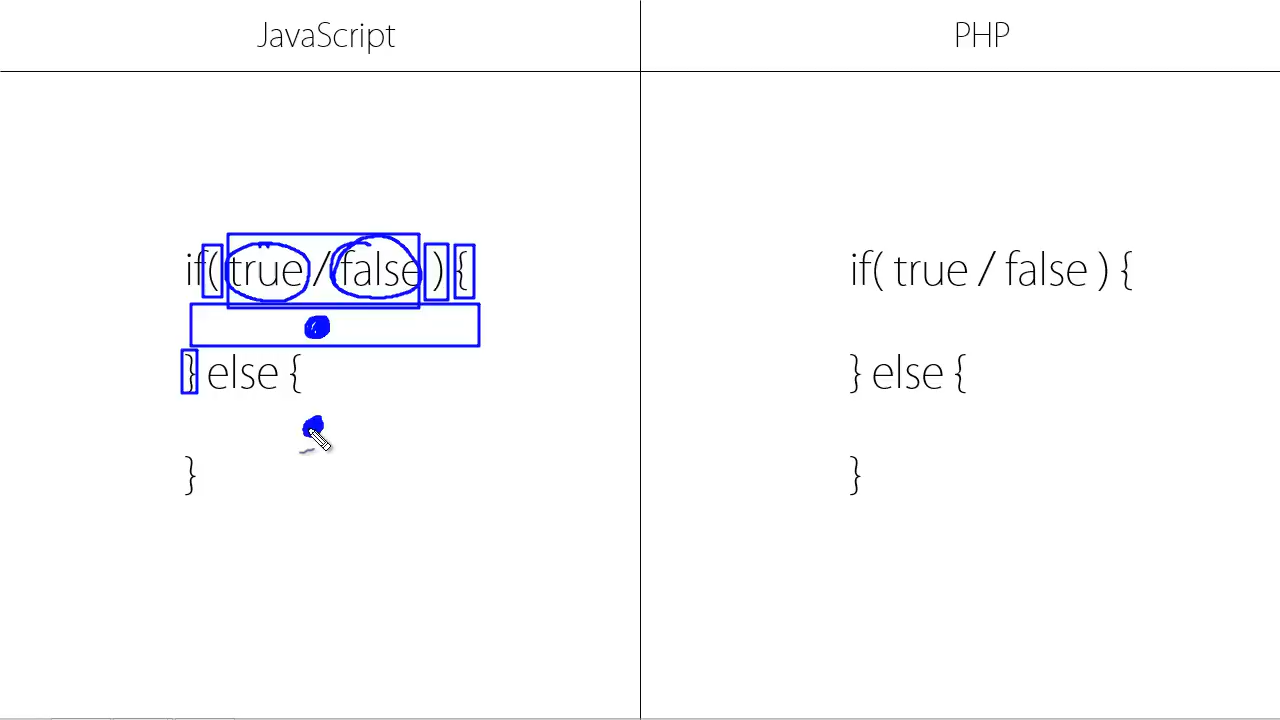 JavaScript
PHP
if( true / false ) {
} else {
}
if( true / false ) {
} else {
}